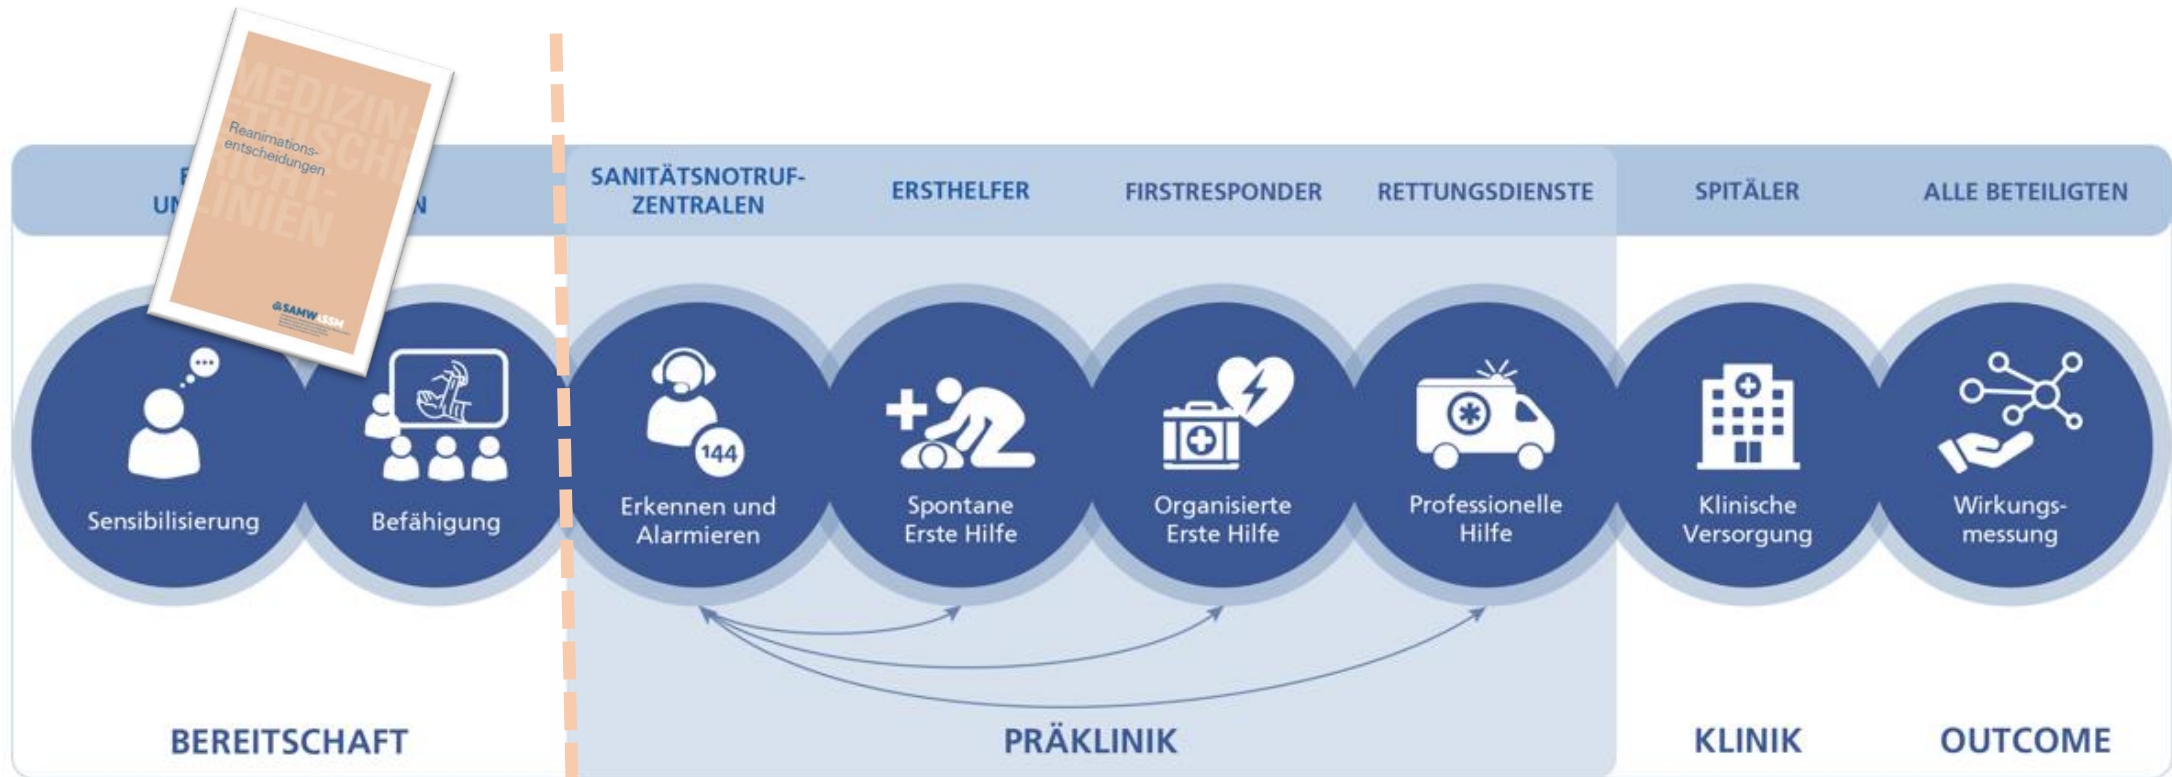 MEDIZIN-
ETHISCHE
RICHT-
LINIEN
Reanimations-
entscheidungen
SAMW ASSM
SANITÄTSNOTRUF-
ZENTRALEN
ERSTHELFER
FIRSTRESPONDER
RETTUNGSDIENSTE
SPITÄLER
ALLE BETEILIGTEN
Sensibilisierung
Befähigung
144
Erkennen und
Alarmieren
Spontane
Erste Hilfe
Organisierte
Erste Hilfe
Professionelle
Hilfe
Klinische
Versorgung
Wirkungs-
messung
BEREITSCHAFT
PRÄKLINIK
KLINIK
OUTCOME